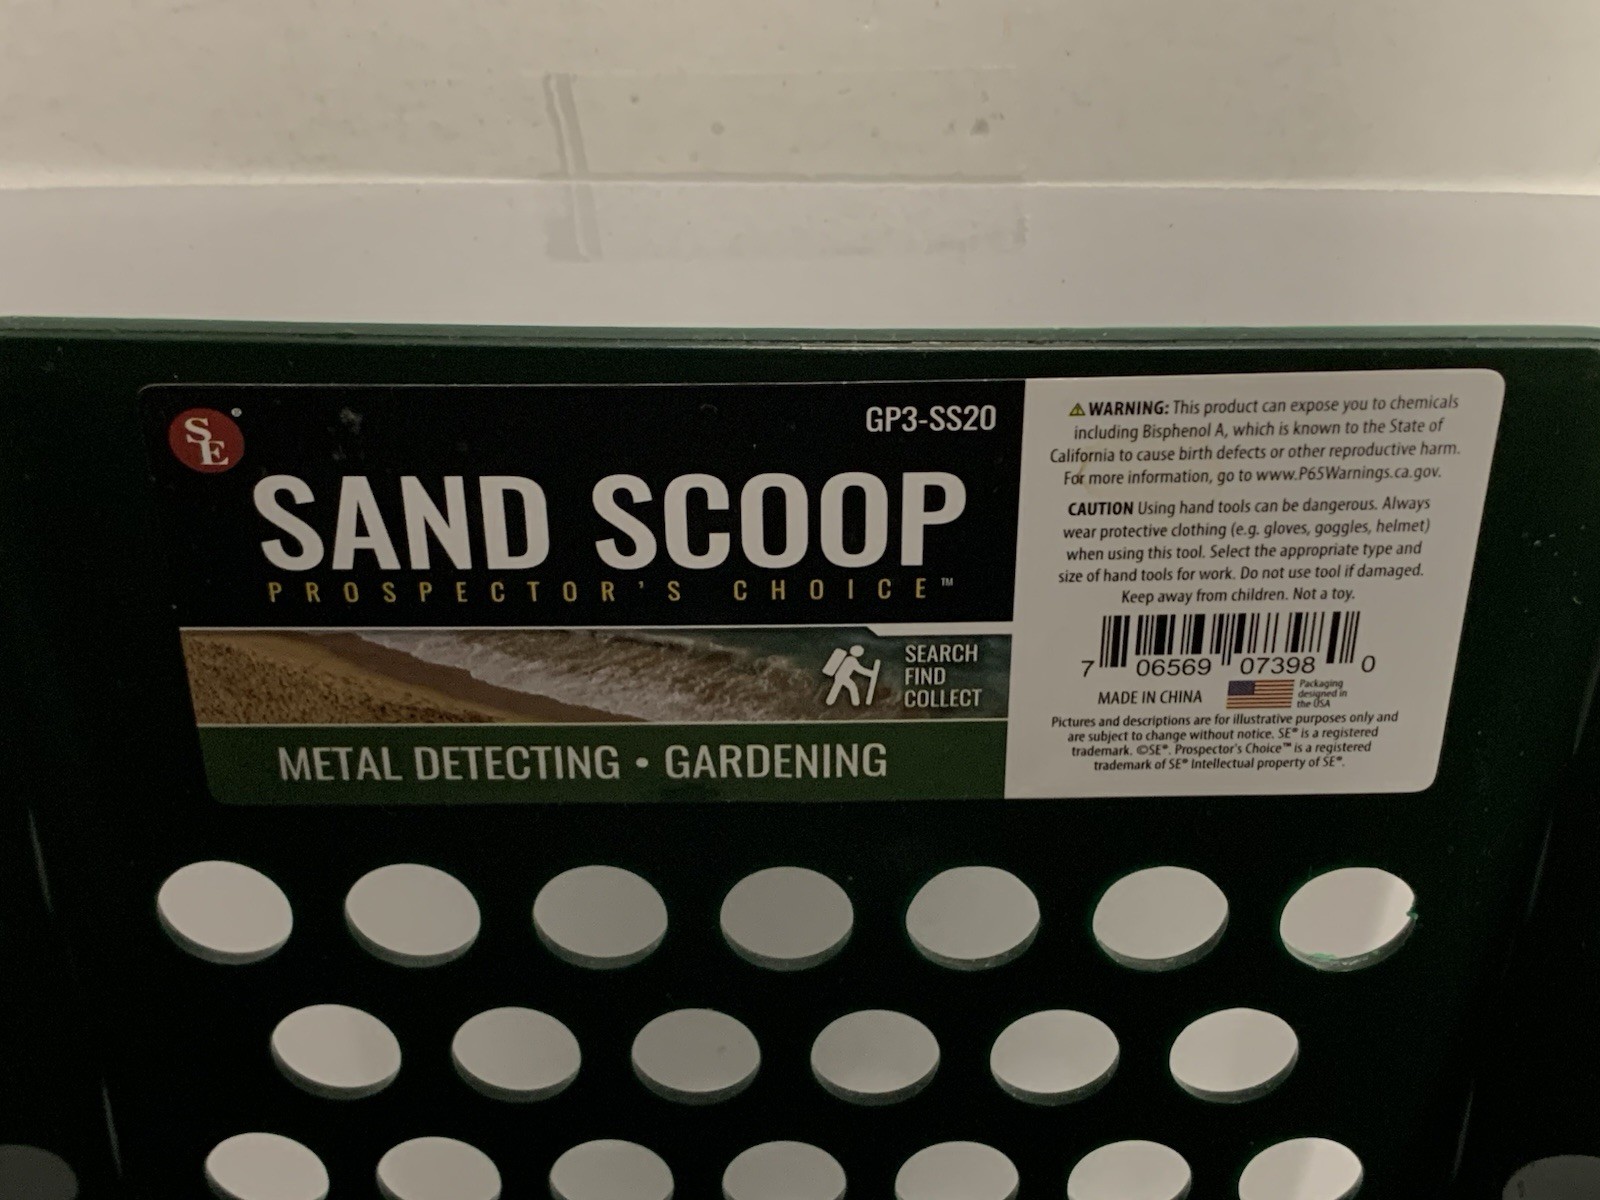 SE®
GP3-SS20
SAND SCOOP
PROSPECTOR'S CHOICE™
SEARCH
FIND
COLLECT
METAL DETECTING • GARDENING
⚠WARNING: This product can expose you to chemicals
including Bisphenol A, which is known to the State of
California to cause birth defects or other reproductive harm.
For more information, go to www.P65Warnings.ca.gov.
CAUTION Using hand tools can be dangerous. Always
wear protective clothing (e.g. gloves, goggles, helmet)
when using this tool. Select the appropriate type and
size of hand tools for work. Do not use tool if damaged.
Keep away from children. Not a toy.
7 06569 07398 0
MADE IN CHINA
Packaging
designed in
the USA
Pictures and descriptions are for illustrative purposes only and
are subject to change without notice. SE® is a registered
trademark. ©SE®. Prospector's Choice™ is a registered
trademark of SE® Intellectual property of SE®.